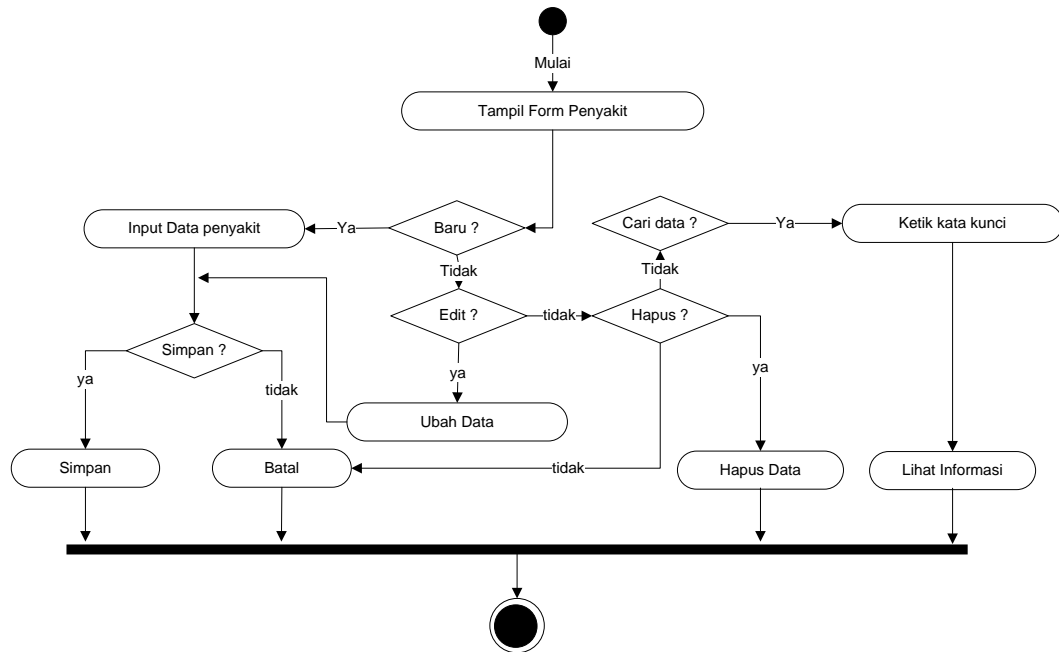 Mulai
Tampil Form Penyakit
Input Data penyakit
Ya
Baru ?
Cari data ?
Ya
Ketik kata kunci
Tidak
Tidak
Edit ?
tidak
Hapus ?
Simpan ?
ya
tidak
ya
ya
Ubah Data
Simpan
Batal
tidak
Hapus Data
Lihat Informasi